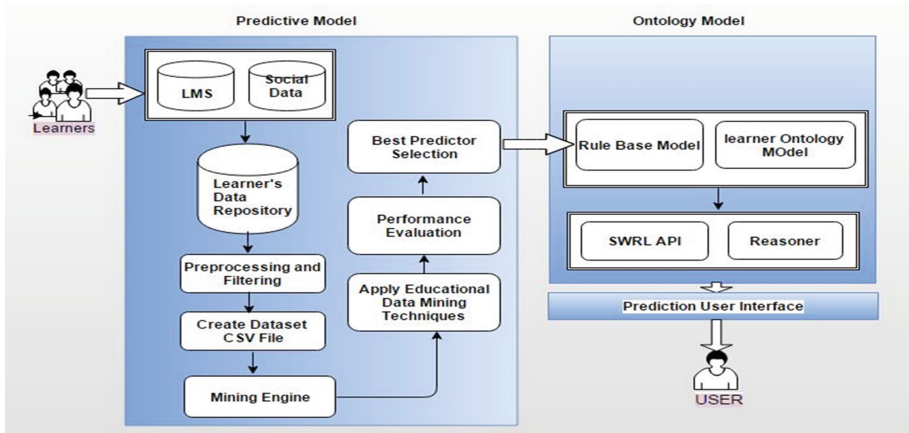 Predictive Model
Ontology Model
Learners
LMS
Social
Data
Learner's
Data
Repository
Preprocessing and
Filtering
Create Dataset
CSV File
Mining Engine
Apply Educational
Data Mining
Techniques
Performance
Evaluation
Best Predictor
Selection
Rule Base Model
learner Ontology
MOdel
SWRL API
Reasoner
Prediction User Interface
USER